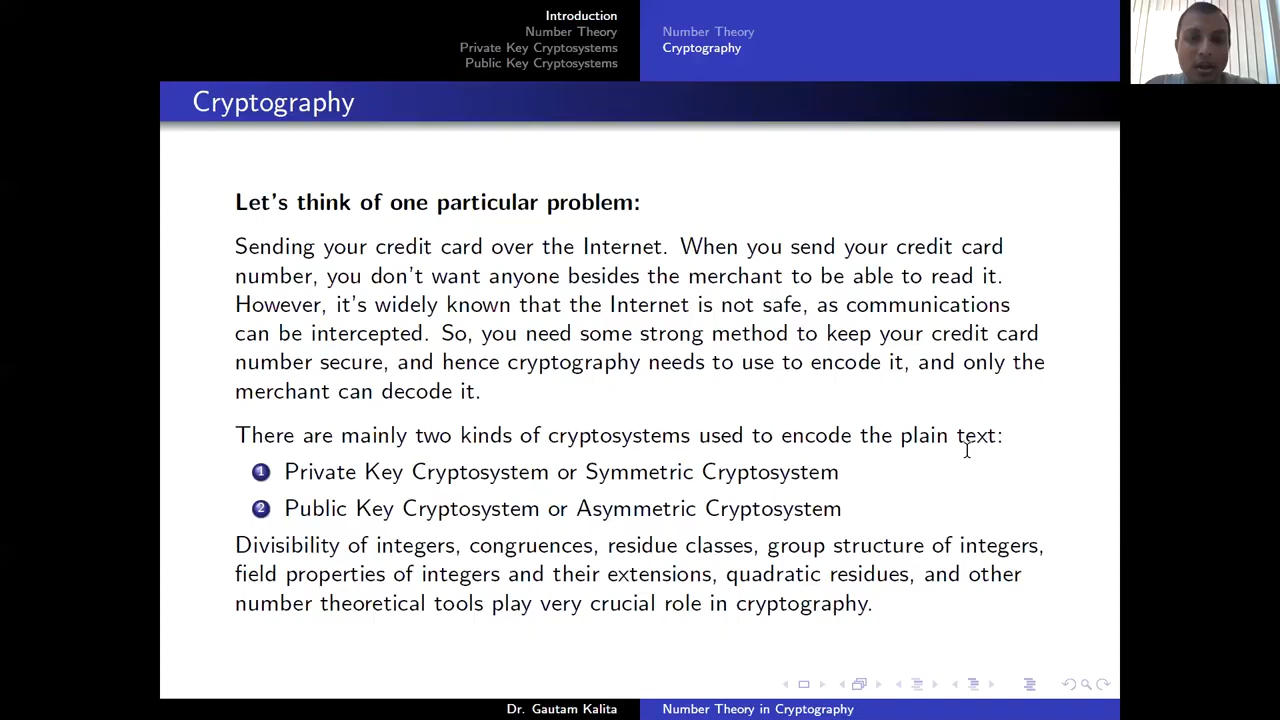 Introduction
Number Theory
Private Key Cryptosystems
Public Key Cryptosystems
Number Theory
Cryptography
Cryptography
Let's think of one particular problem:
Sending your credit card over the Internet. When you send your credit card
number, you don't want anyone besides the merchant to be able to read it.
However, it's widely known that the Internet is not safe, as communications
can be intercepted. So, you need some strong method to keep your credit card
number secure, and hence cryptography needs to use to encode it, and only the
merchant can decode it.
There are mainly two kinds of cryptosystems used to encode the plain text:
1 Private Key Cryptosystem or Symmetric Cryptosystem
2 Public Key Cryptosystem or Asymmetric Cryptosystem
Divisibility of integers, congruences, residue classes, group structure of integers,
field properties of integers and their extensions, quadratic residues, and other
number theoretical tools play very crucial role in cryptography.
Dr. Gautam Kalita
Number Theory in Cryptography